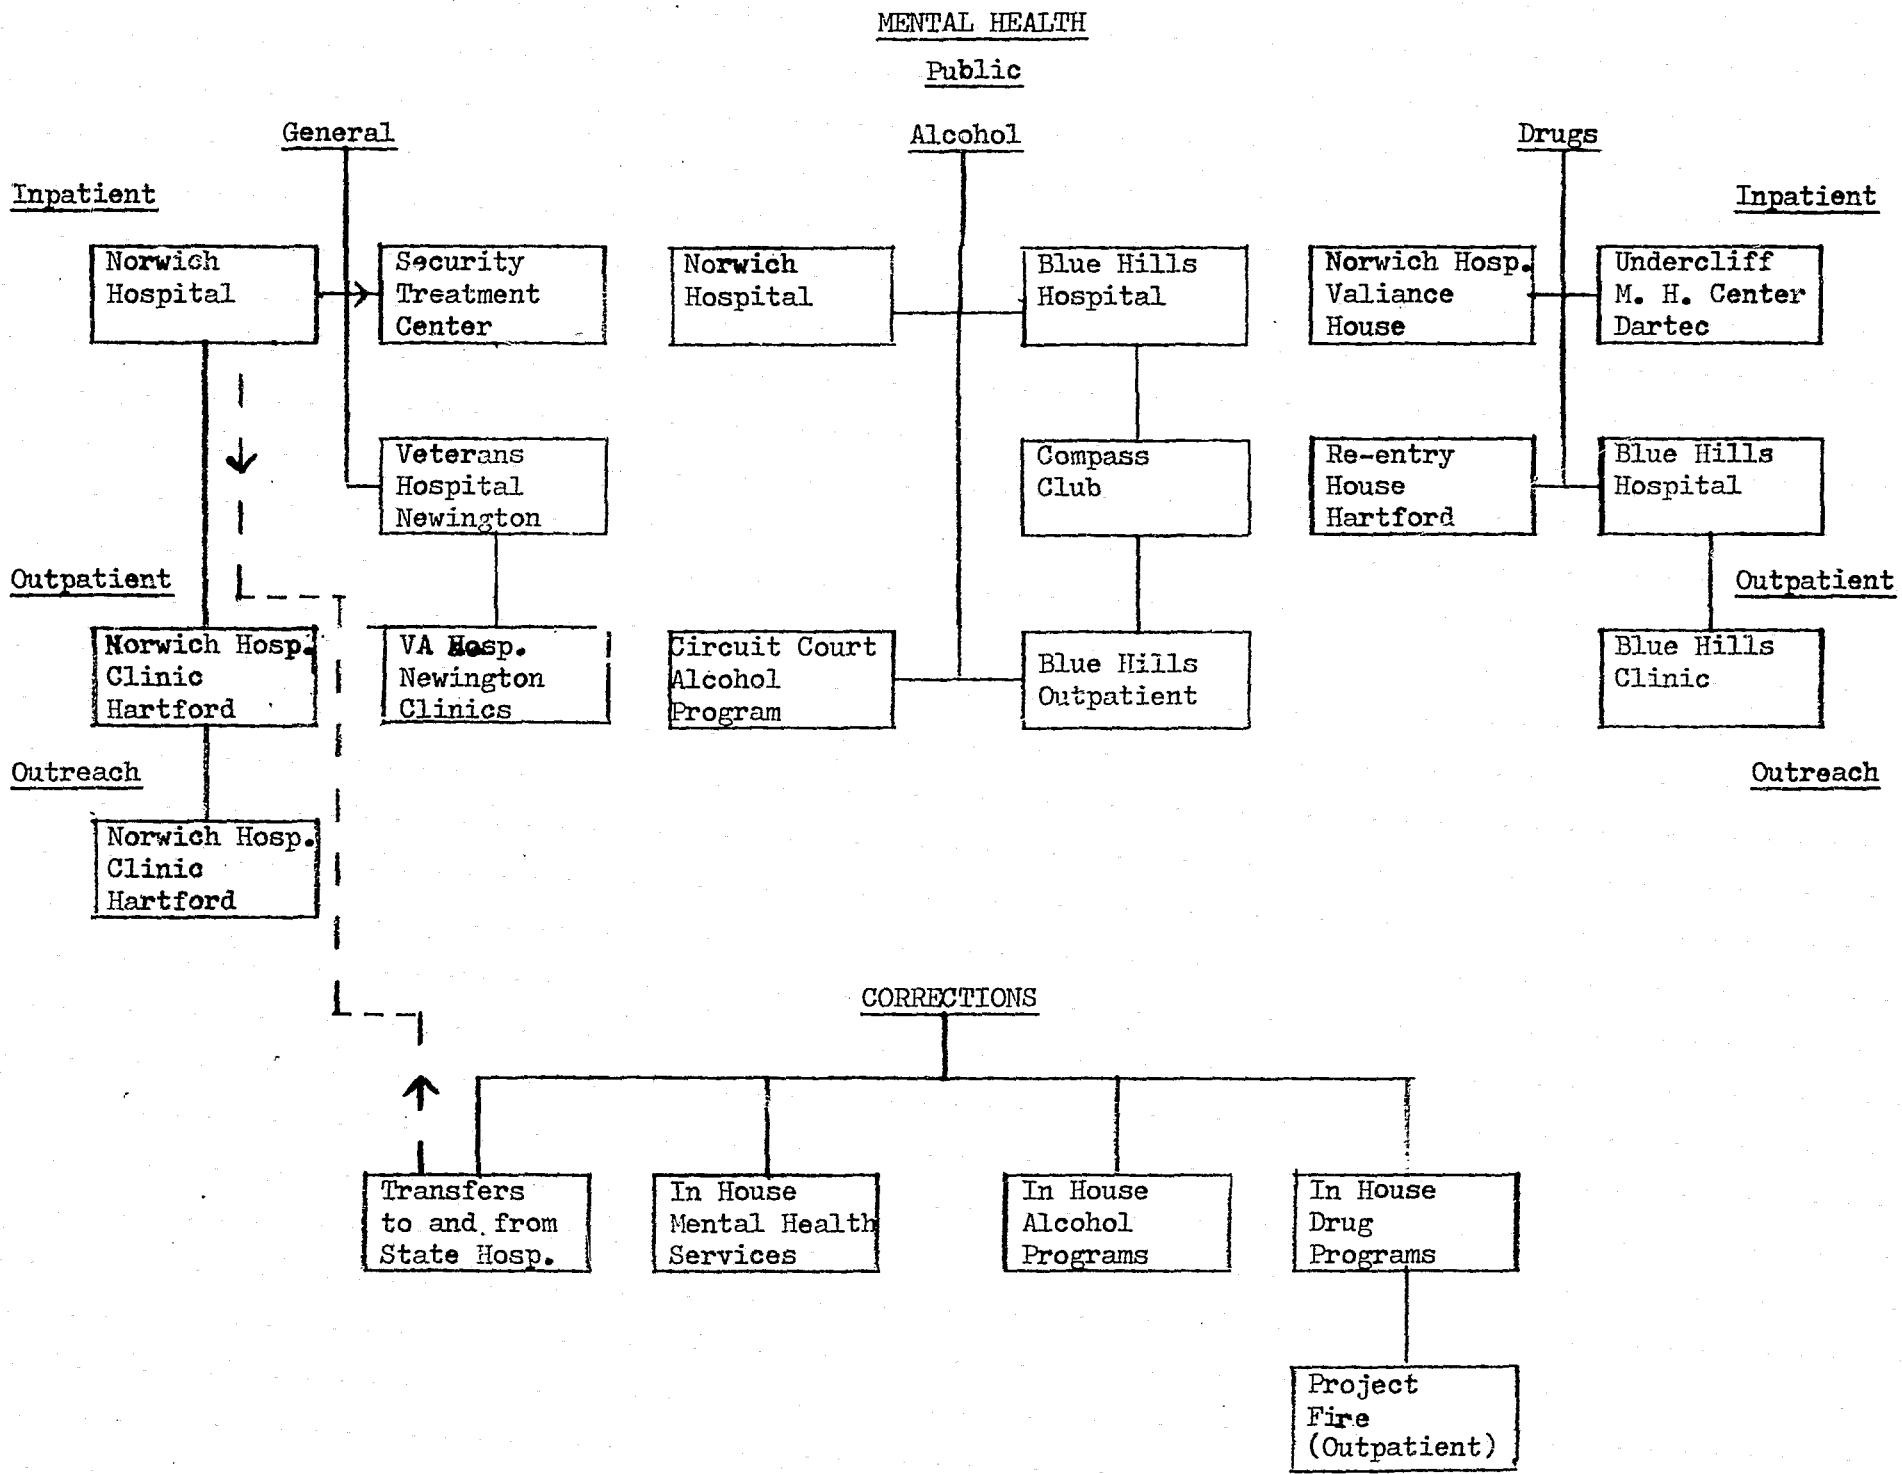 MENTAL HEALTH
Public
General
Alcohol
Drugs
Inpatient
Inpatient
Norwich
Hospital
Security
Treatment
Center
Norwich
Hospital
Blue Hills
Hospital
Norwich Hosp.
Valiance
House
Undercliff
M. H. Center
Dartec
Veterans
Hospital
Newington
Compass
Club
Re-entry
House
Hartford
Blue Hills
Hospital
Outpatient
Outpatient
Norwich Hosp.
Clinic
Hartford
VA Hosp.
Newington
Clinics
Circuit Court
Alcohol
Program
Blue Hills
Outpatient
Blue Hills
Clinic
Outreach
Outreach
Norwich Hosp.
Clinic
Hartford
CORRECTIONS
Transfers
to and from
State Hosp.
In House
Mental Health
Services
In House
Alcohol
Programs
In House
Drug
Programs
Project
Fire
(Outpatient)